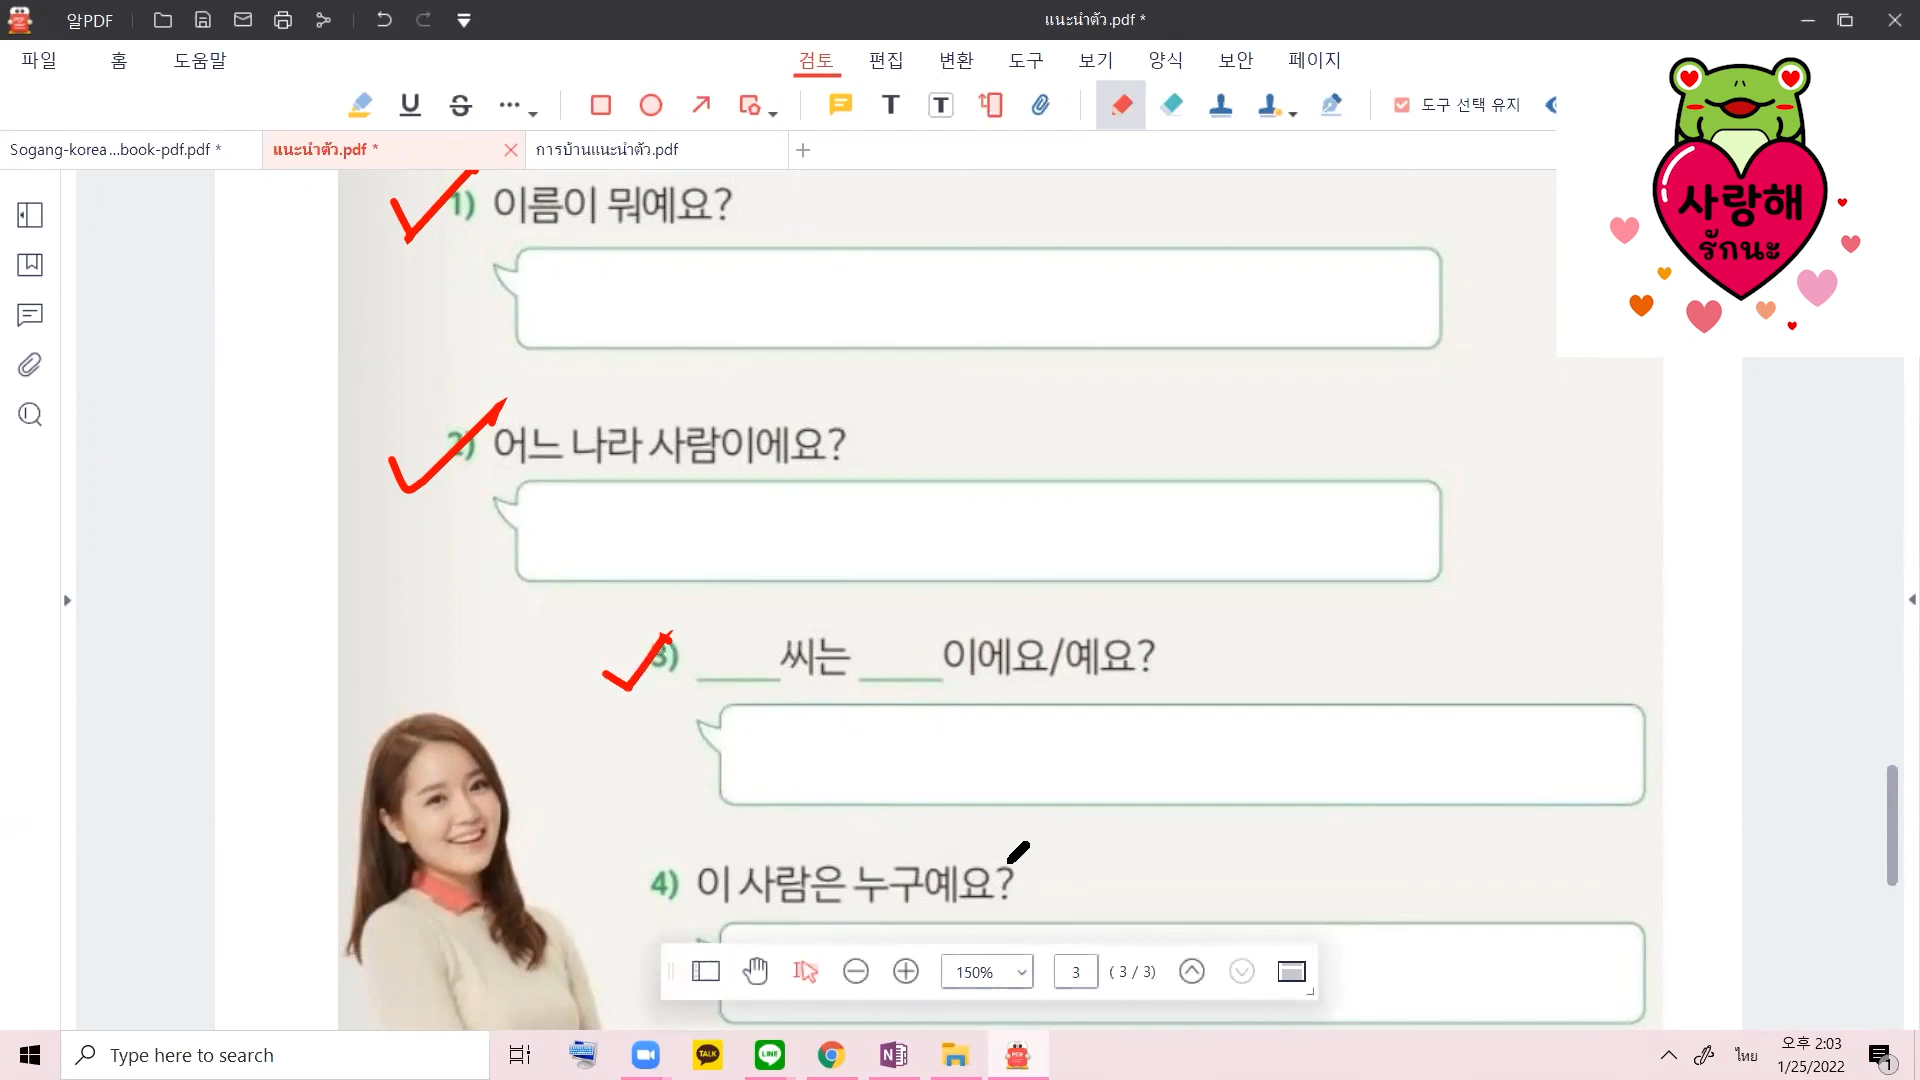 알PDF
แนะนำตัว.pdf *
파일 홈 도움말 검토 편집 변환 도구 보기 양식 보안 페이지
도구 선택 유지
Sogang-korea...book-pdf.pdf *
แนะนำตัว.pdf *
การบ้านแนะนำตัว.pdf
사랑해
รักนะ
1) 이름이 뭐예요?
2) 어느 나라 사람이에요?
3) _____ 씨는 _____ 이에요/예요?
4) 이 사람은 누구예요?
150% 3 ( 3 / 3 )
Type here to search
TALK
LINE
N
PDF
ไทย
오후 2:03
1/25/2022
1